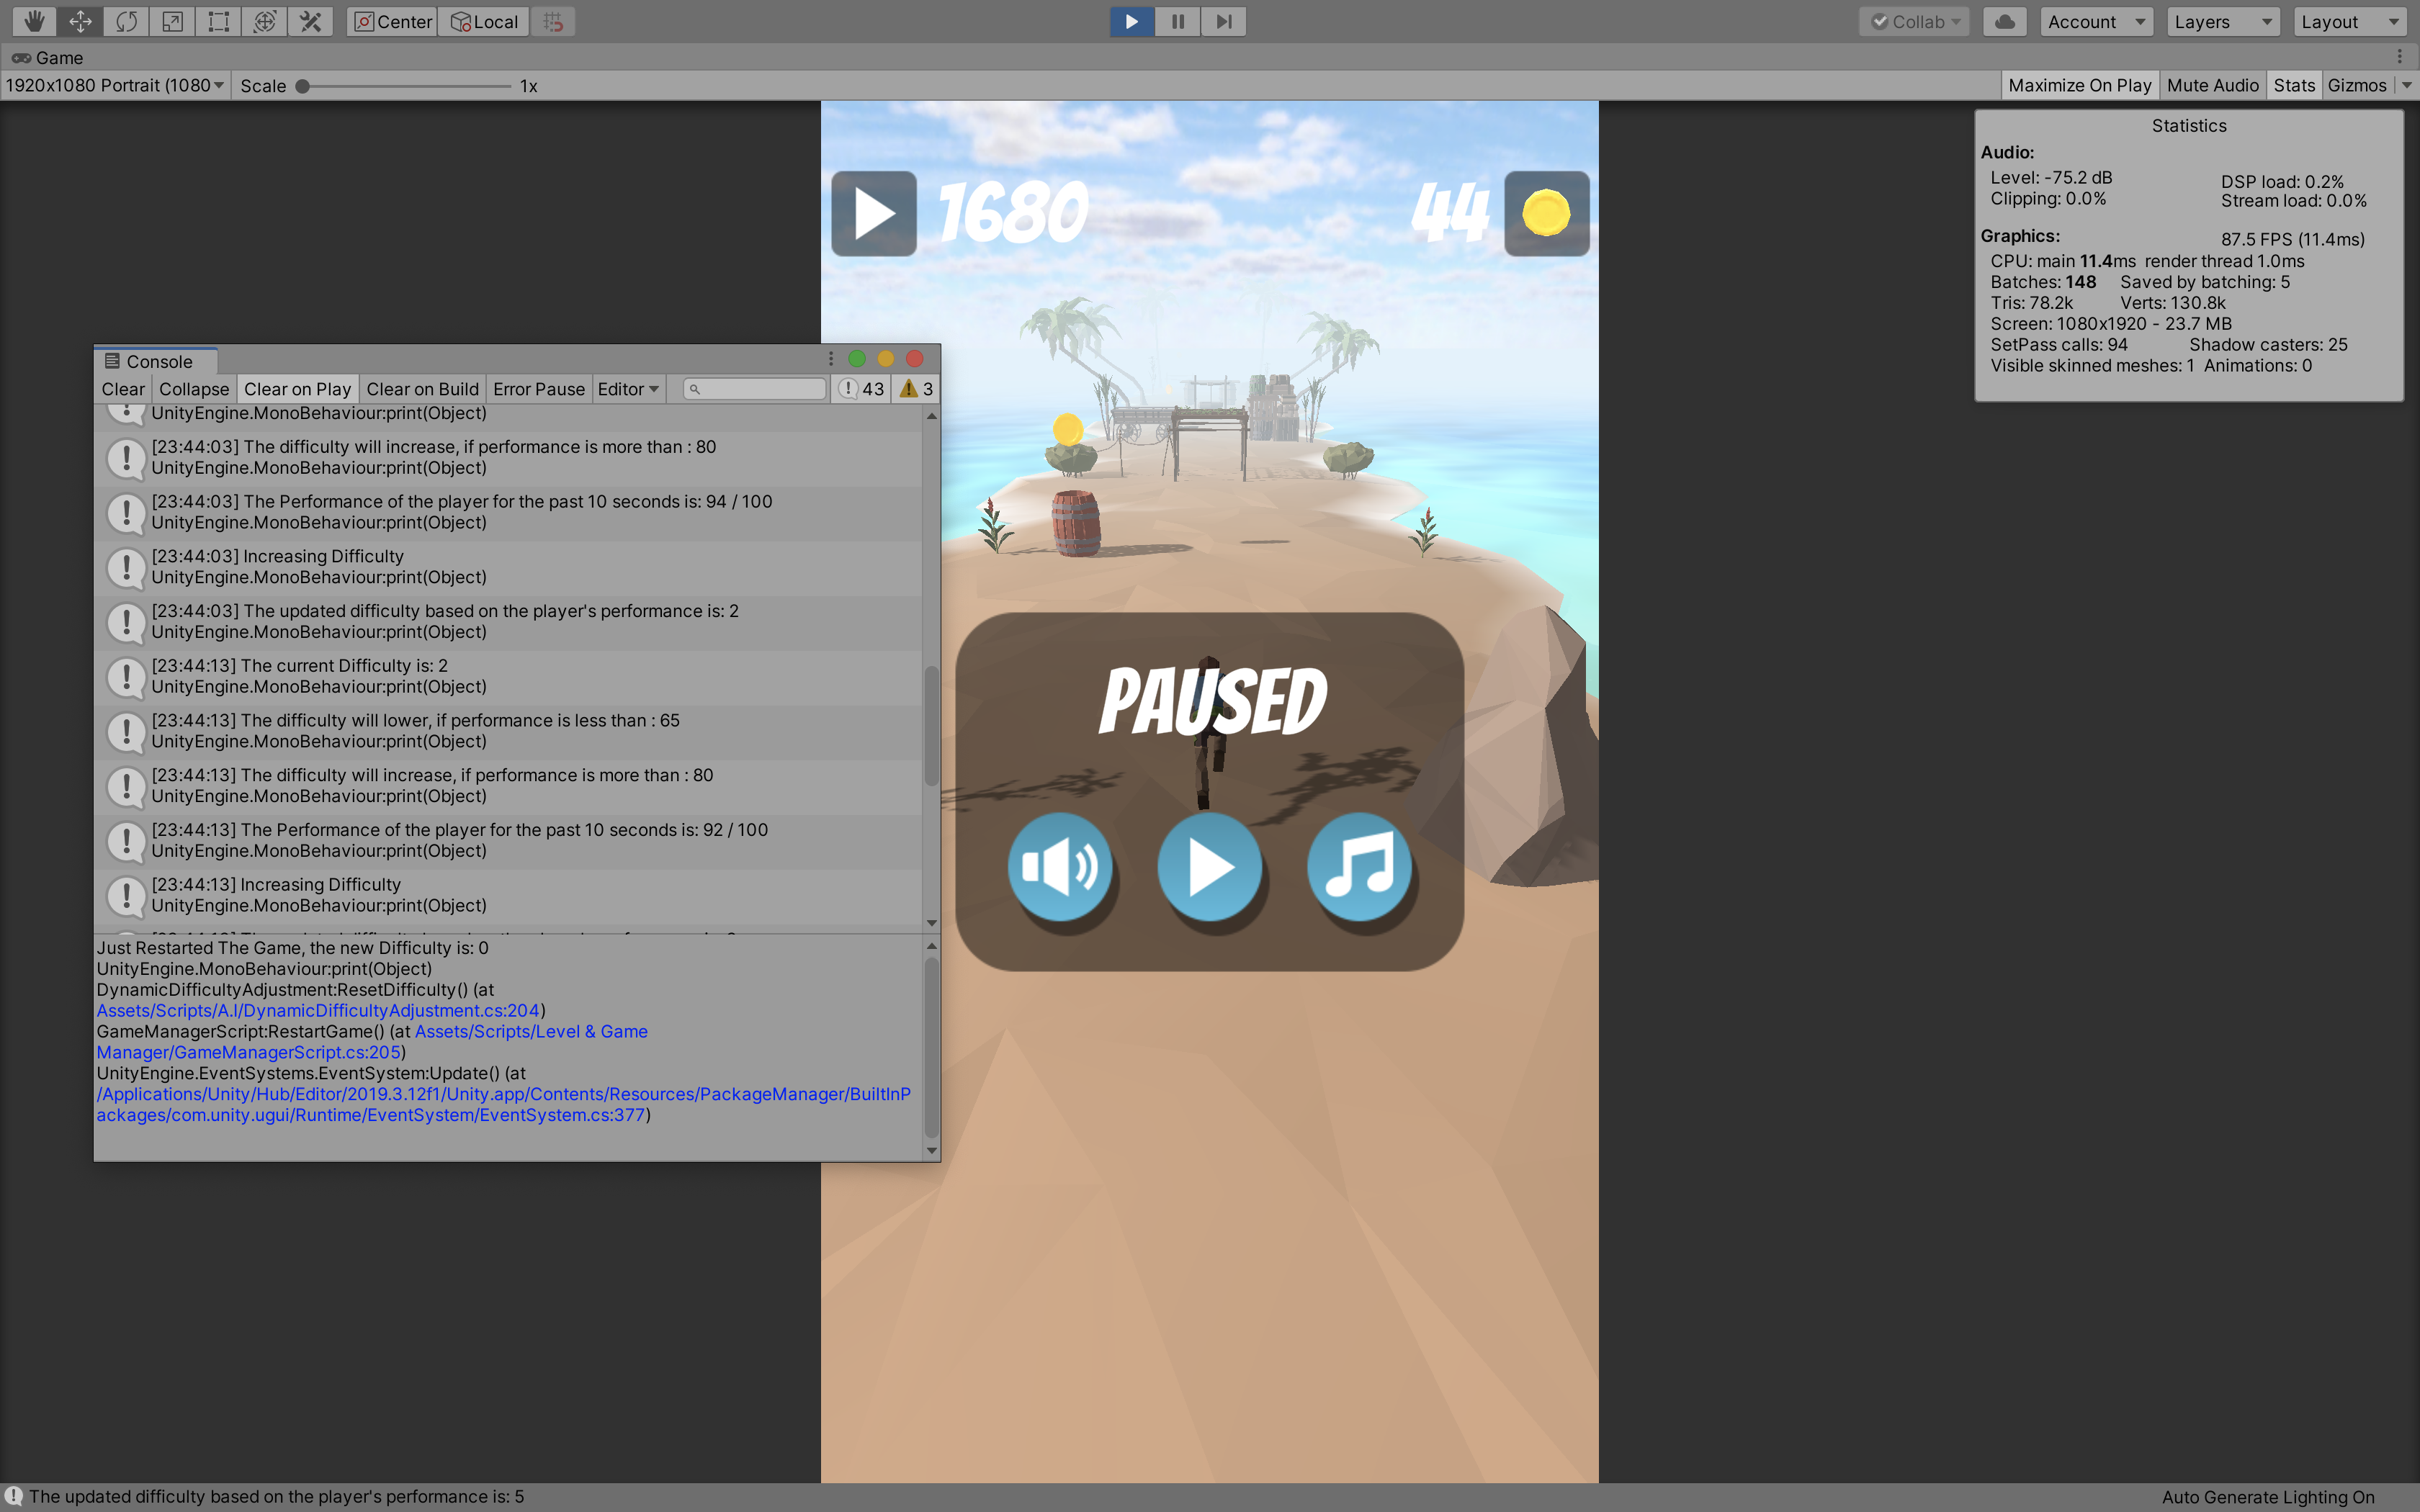 Center
Local
Collab
Account
Layers
Layout
Game
1920x1080 Portrait (1080
Scale
1x
Maximize On Play
Mute Audio
Stats
Gizmos
Statistics
Audio:
Level: -75.2 dB
DSP load: 0.2%
Clipping: 0.0%
Stream load: 0.0%
Graphics:
87.5 FPS (11.4ms)
CPU: main 11.4ms render thread 1.0ms
Batches: 148 Saved by batching: 5
Tris: 78.2k Verts: 130.8k
Screen: 1080x1920 - 23.7 MB
SetPass calls: 94 Shadow casters: 25
Visible skinned meshes: 1 Animations: 0
1680
44
PAUSED
Console
Clear
Collapse
Clear on Play
Clear on Build
Error Pause
Editor
43
3
UnityEngine.MonoBehaviour:print(Object)
[23:44:03] The difficulty will increase, if performance is more than : 80
UnityEngine.MonoBehaviour:print(Object)
[23:44:03] The Performance of the player for the past 10 seconds is: 94 / 100
UnityEngine.MonoBehaviour:print(Object)
[23:44:03] Increasing Difficulty
UnityEngine.MonoBehaviour:print(Object)
[23:44:03] The updated difficulty based on the player's performance is: 2
UnityEngine.MonoBehaviour:print(Object)
[23:44:13] The current Difficulty is: 2
UnityEngine.MonoBehaviour:print(Object)
[23:44:13] The difficulty will lower, if performance is less than : 65
UnityEngine.MonoBehaviour:print(Object)
[23:44:13] The difficulty will increase, if performance is more than : 80
UnityEngine.MonoBehaviour:print(Object)
[23:44:13] The Performance of the player for the past 10 seconds is: 92 / 100
UnityEngine.MonoBehaviour:print(Object)
[23:44:13] Increasing Difficulty
UnityEngine.MonoBehaviour:print(Object)
Just Restarted The Game, the new Difficulty is: 0
UnityEngine.MonoBehaviour:print(Object)
DynamicDifficultyAdjustment:ResetDifficulty() (at
Assets/Scripts/A.I/DynamicDifficultyAdjustment.cs:204)
GameManagerScript:RestartGame() (at Assets/Scripts/Level & Game
Manager/GameManagerScript.cs:205)
UnityEngine.EventSystems.EventSystem:Update() (at
/Applications/Unity/Hub/Editor/2019.3.12f1/Unity.app/Contents/Resources/PackageManager/BuiltInP
ackages/com.unity.ugui/Runtime/EventSystem/EventSystem.cs:377)
The updated difficulty based on the player's performance is: 5
Auto Generate Lighting On